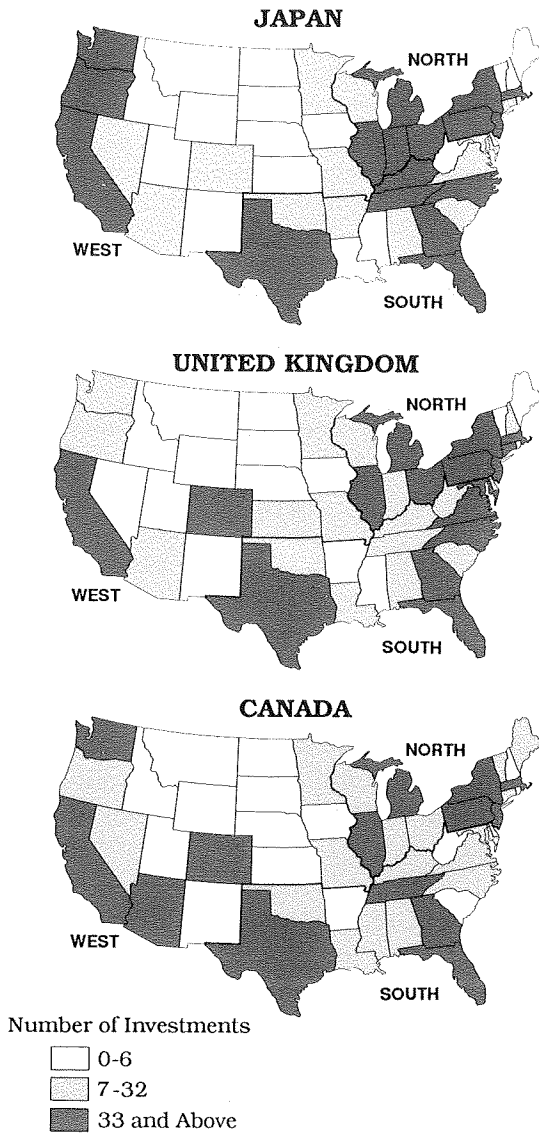 JAPAN
NORTH
WEST
SOUTH
UNITED KINGDOM
NORTH
WEST
SOUTH
CANADA
NORTH
WEST
SOUTH
Number of Investments
0-6
7-32
33 and Above